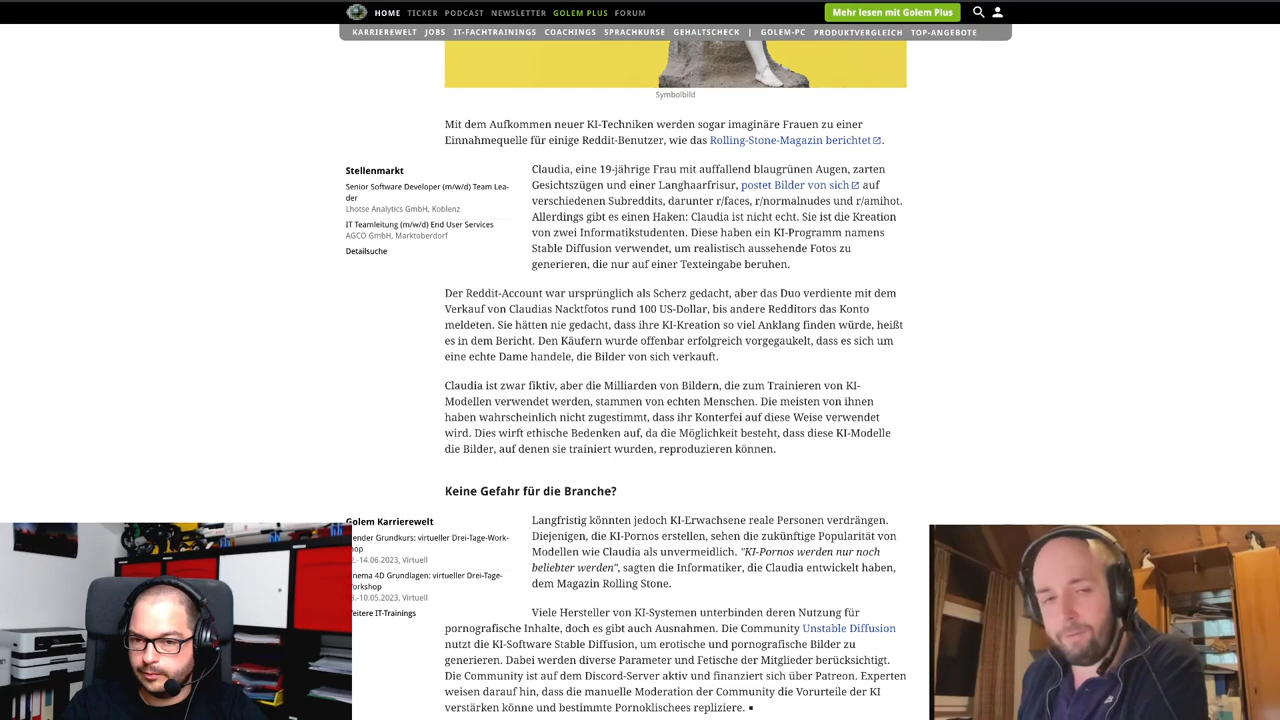 HOME TICKER PODCAST NEWSLETTER GOLEM PLUS FORUM
Mehr lesen mit Golem Plus
KARRIEREWELT JOBS IT-FACHTRAININGS COACHINGS SPRACHKURSE GEHALTSCHECK | GOLEM-PC PRODUKTVERGLEICH TOP-ANGEBOTE
Symbolbild
Mit dem Aufkommen neuer KI-Techniken werden sogar imaginäre Frauen zu einer
Einnahmequelle für einige Reddit-Benutzer, wie das Rolling-Stone-Magazin berichtet.
Stellenmarkt
Senior Software Developer (m/w/d) Team Lea-
der
Lhotse Analytics GmbH, Koblenz
IT Teamleitung (m/w/d) End User Services
AGCO GmbH, Marktoberdorf
Detailsuche
Claudia, eine 19-jährige Frau mit auffallend blaugrünen Augen, zarten
Gesichtszügen und einer Langhaarfrisur, postet Bilder von sich auf
verschiedenen Subreddits, darunter r/faces, r/normalnudes und r/amihot.
Allerdings gibt es einen Haken: Claudia ist nicht echt. Sie ist die Kreation
von zwei Informatikstudenten. Diese haben ein KI-Programm namens
Stable Diffusion verwendet, um realistisch aussehende Fotos zu
generieren, die nur auf einer Texteingabe beruhen.
Der Reddit-Account war ursprünglich als Scherz gedacht, aber das Duo verdiente mit dem
Verkauf von Claudias Nacktfotos rund 100 US-Dollar, bis andere Redditors das Konto
meldeten. Sie hätten nie gedacht, dass ihre KI-Kreation so viel Anklang finden würde, heißt
es in dem Bericht. Den Käufern wurde offenbar erfolgreich vorgegaukelt, dass es sich um
eine echte Dame handele, die Bilder von sich verkauft.
Claudia ist zwar fiktiv, aber die Milliarden von Bildern, die zum Trainieren von KI-
Modellen verwendet werden, stammen von echten Menschen. Die meisten von ihnen
haben wahrscheinlich nicht zugestimmt, dass ihr Konterfei auf diese Weise verwendet
wird. Dies wirft ethische Bedenken auf, da die Möglichkeit besteht, dass diese KI-Modelle
die Bilder, auf denen sie trainiert wurden, reproduzieren können.
Keine Gefahr für die Branche?
Golem Karrierewelt
ender Grundkurs: virtueller Drei-Tage-Work-
hop
.-14.06.2023, Virtuell
nema 4D Grundlagen: virtueller Drei-Tage-
orkshop
.-10.05.2023, Virtuell
eitere IT-Trainings
Langfristig könnten jedoch KI-Erwachsene reale Personen verdrängen.
Diejenigen, die KI-Pornos erstellen, sehen die zukünftige Popularität von
Modellen wie Claudia als unvermeidlich. "KI-Pornos werden nur noch
beliebter werden", sagten die Informatiker, die Claudia entwickelt haben,
dem Magazin Rolling Stone.
Viele Hersteller von KI-Systemen unterbinden deren Nutzung für
pornografische Inhalte, doch es gibt auch Ausnahmen. Die Community Unstable Diffusion
nutzt die KI-Software Stable Diffusion, um erotische und pornografische Bilder zu
generieren. Dabei werden diverse Parameter und Fetische der Mitglieder berücksichtigt.
Die Community ist auf dem Discord-Server aktiv und finanziert sich über Patreon. Experten
weisen darauf hin, dass die manuelle Moderation der Community die Vorurteile der KI
verstärken könne und bestimmte Pornoklischees repliziere.